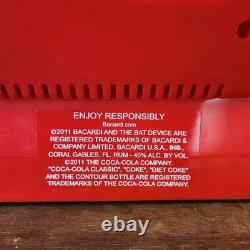 ENJOY RESPONSIBLY
Bacardi.com
©2011 BACARDI AND THE BAT DEVICE ARE
REGISTERED TRADEMARKS OF BACARDI &
COMPANY LIMITED. BACARDI U.S.A., INC.,
CORAL GABLES, FL. RUM - 40% ALC. BY VOL.
©2011 THE COCA-COLA COMPANY.
"COCA-COLA CLASSIC", "COKE", "DIET COKE"
AND THE CONTOUR BOTTLE ARE REGISTERED
TRADEMARKS OF THE COCA-COLA COMPANY.